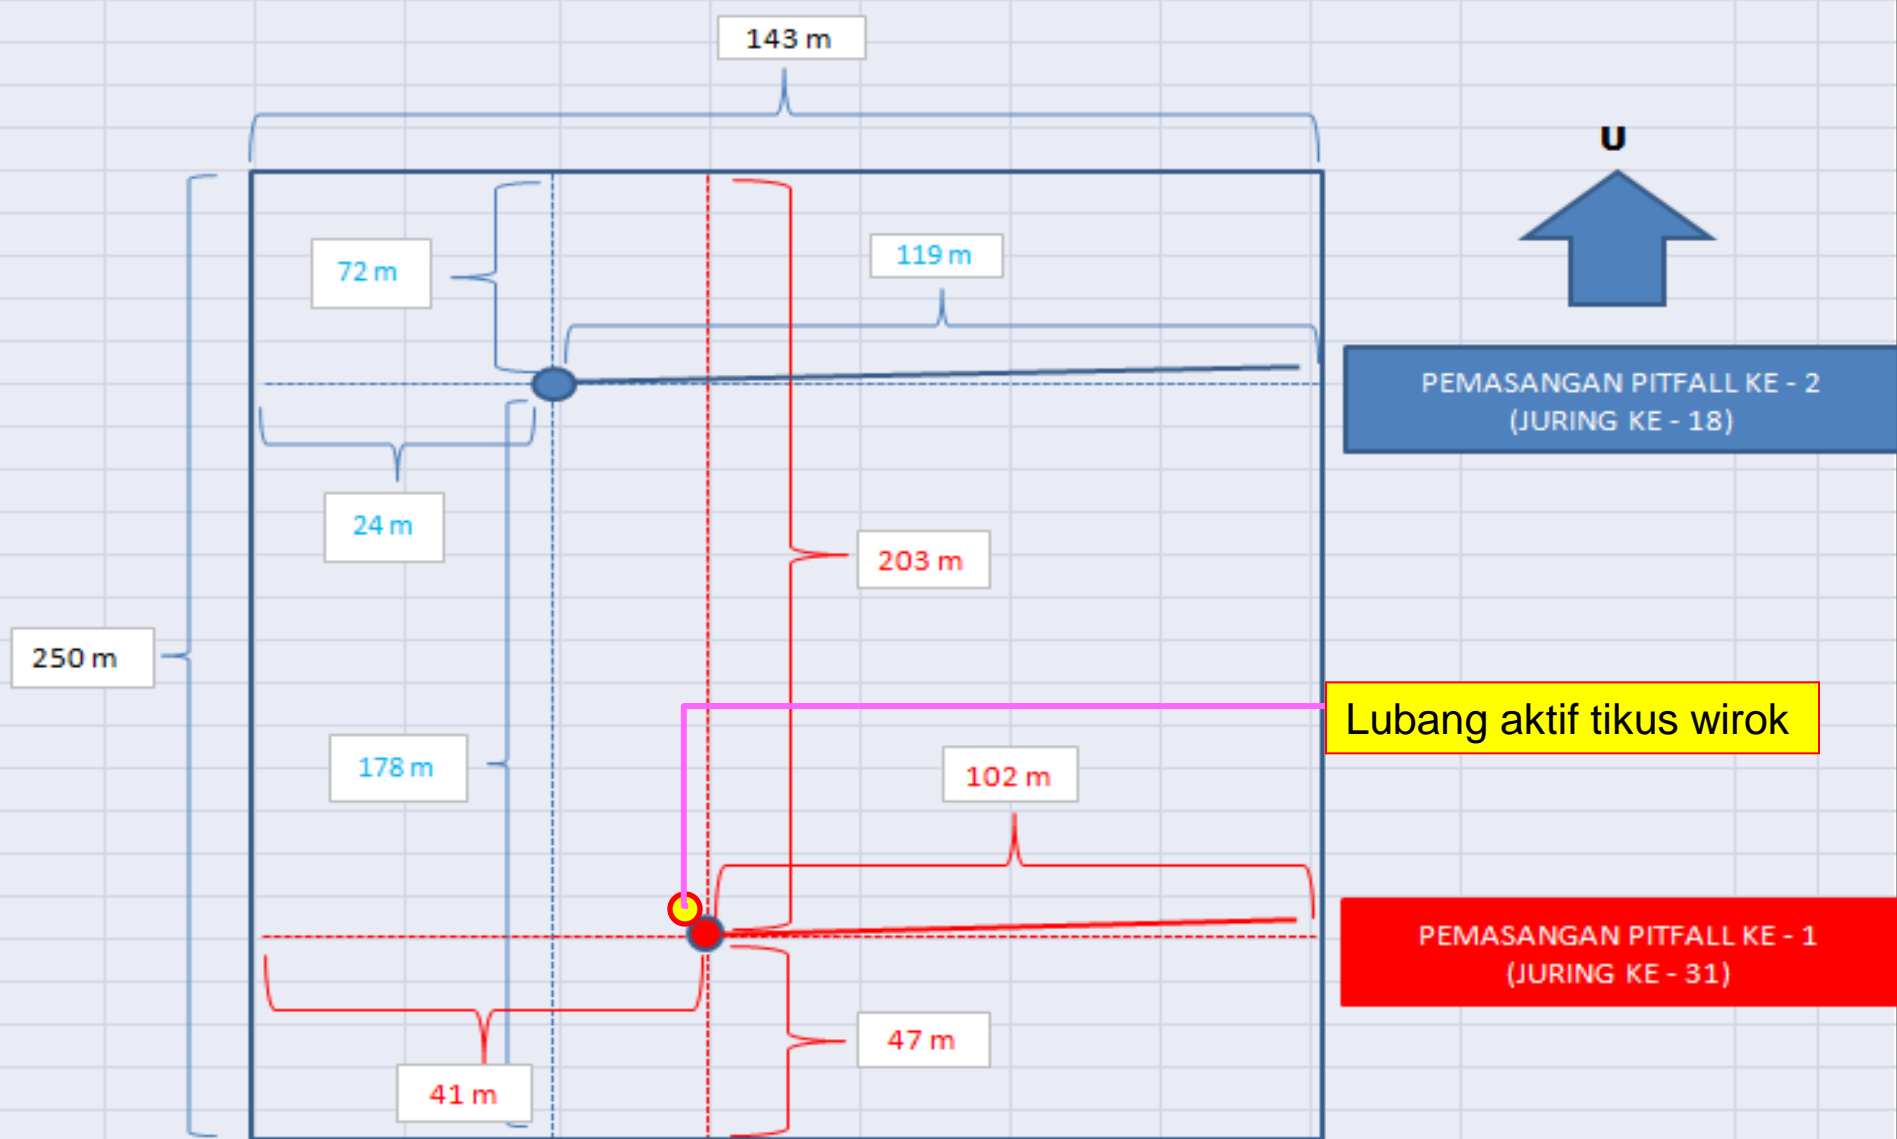 143 m
U
72 m
119 m
PEMASANGAN PITFALL KE - 2
(JURING KE - 18)
24 m
203 m
250 m
Lubang aktif tikus wirok
178 m
102 m
PEMASANGAN PITFALL KE - 1
(JURING KE - 31)
47 m
41 m